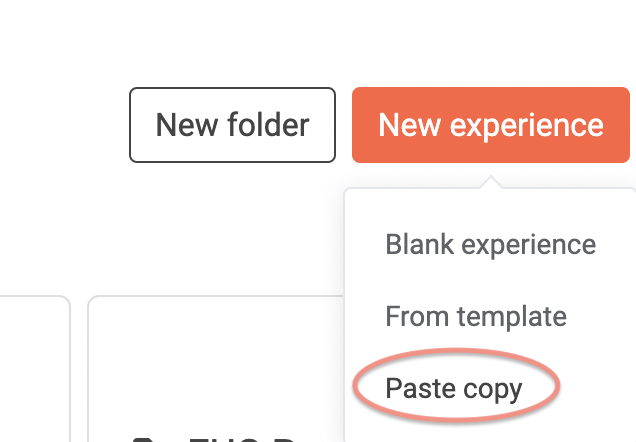 New folder
New experience
Blank experience
From template
Paste copy